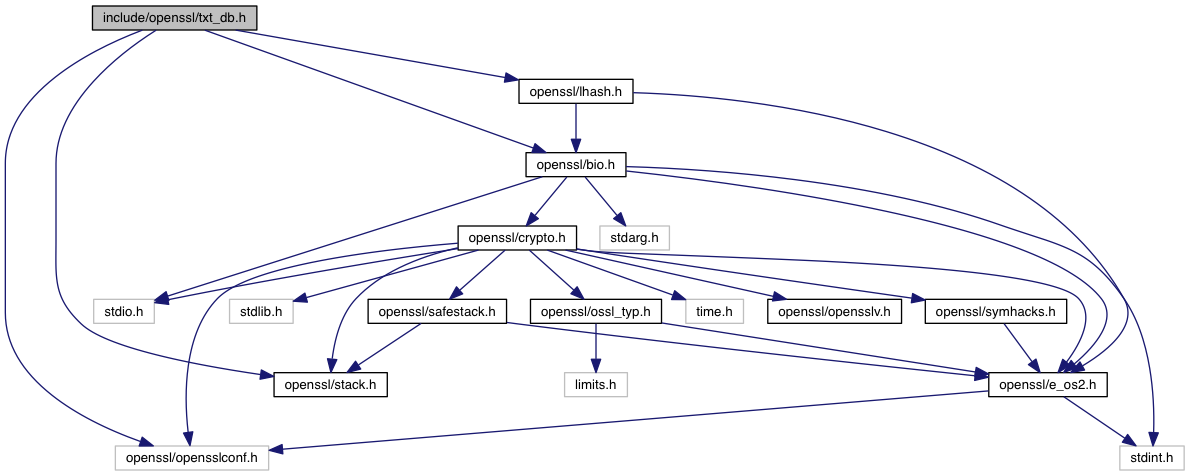 include/openssl/txt_db.h
openssl/lhash.h
openssl/bio.h
openssl/crypto.h
stdarg.h
stdio.h
stdlib.h
openssl/safestack.h
openssl/ossl_typ.h
time.h
openssl/opensslv.h
openssl/symhacks.h
openssl/stack.h
limits.h
openssl/e_os2.h
openssl/opensslconf.h
stdint.h